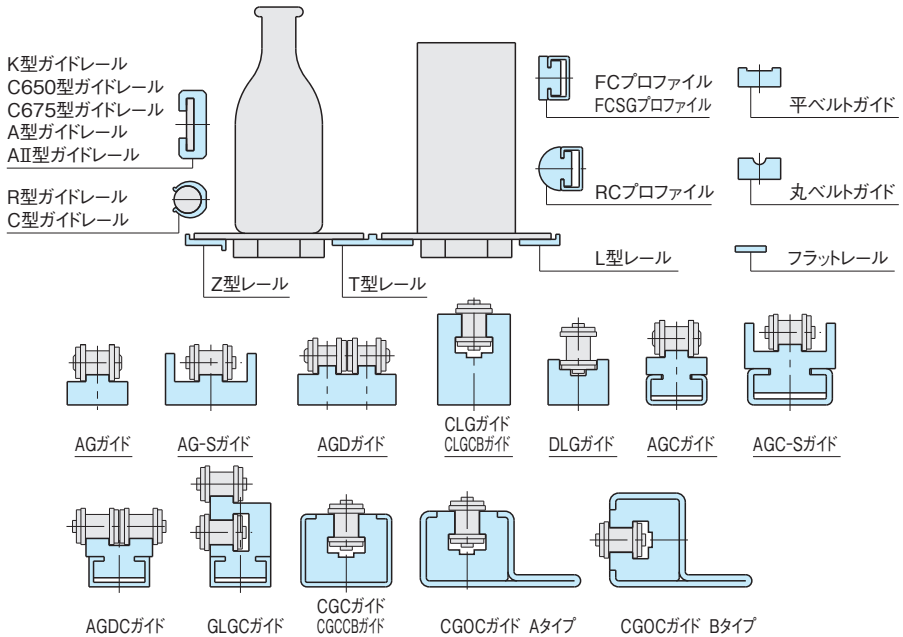 K型ガイドレール
C650型ガイドレール
C675型ガイドレール
A型ガイドレール
AⅡ型ガイドレール
R型ガイドレール
C型ガイドレール
FCプロファイル
FCSGプロファイル
平ベルトガイド
RCプロファイル
丸ベルトガイド
Z型レール
T型レール
L型レール
フラットレール
AGガイド
AG-Sガイド
AGDガイド
CLGガイド
CLGCBガイド
DLGガイド
AGCガイド
AGC-Sガイド
AGDCガイド
GLGCガイド
CGCガイド
CGCCBガイド
CGOCガイド Aタイプ
CGOCガイド Bタイプ